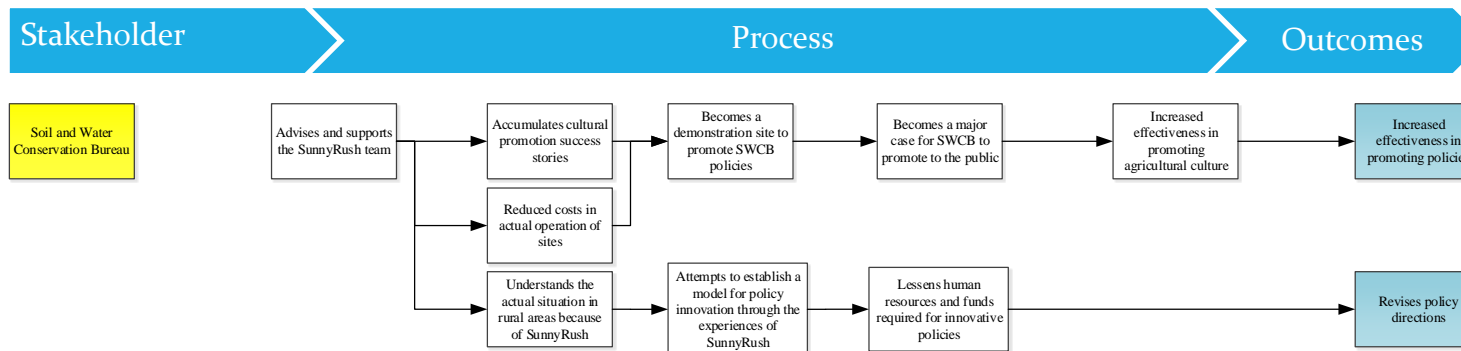 Stakeholder
Process
Outcomes
Soil and Water
Conservation Bureau
Advises and supports
the SunnyRush team
Accumulates cultural
promotion success
stories
Becomes a
demonstration site to
promote SWCB
policies
Becomes a major
case for SWCB to
promote to the public
Increased
effectiveness in
promoting
agricultural culture
Increased
effectiveness in
promoting policie
Reduced costs in
actual operation of
sites
Understands the
actual situation in
rural areas because
of SunnyRush
Attempts to establish a
model for policy
innovation through the
experiences of
SunnyRush
Lessens human
resources and funds
required for innovative
policies
Revises policy
directions